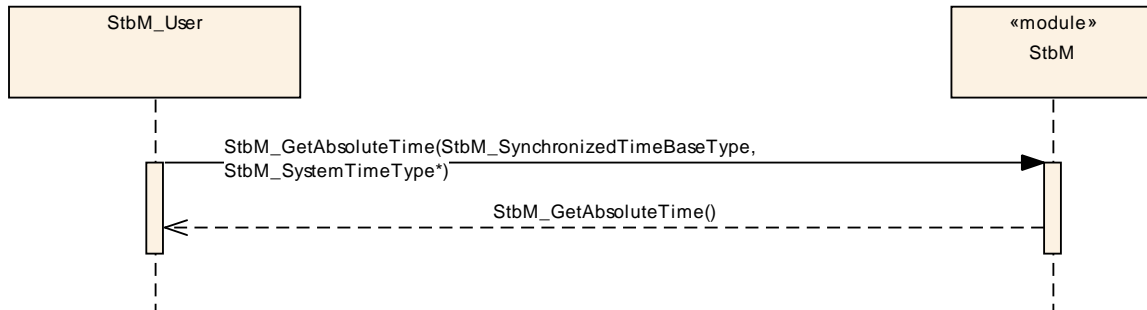 StbM_User
«module»
StbM
StbM_GetAbsoluteTime(StbM_SynchronizedTimeBaseType,
StbM_SystemTimeType*)
StbM_GetAbsoluteTime()